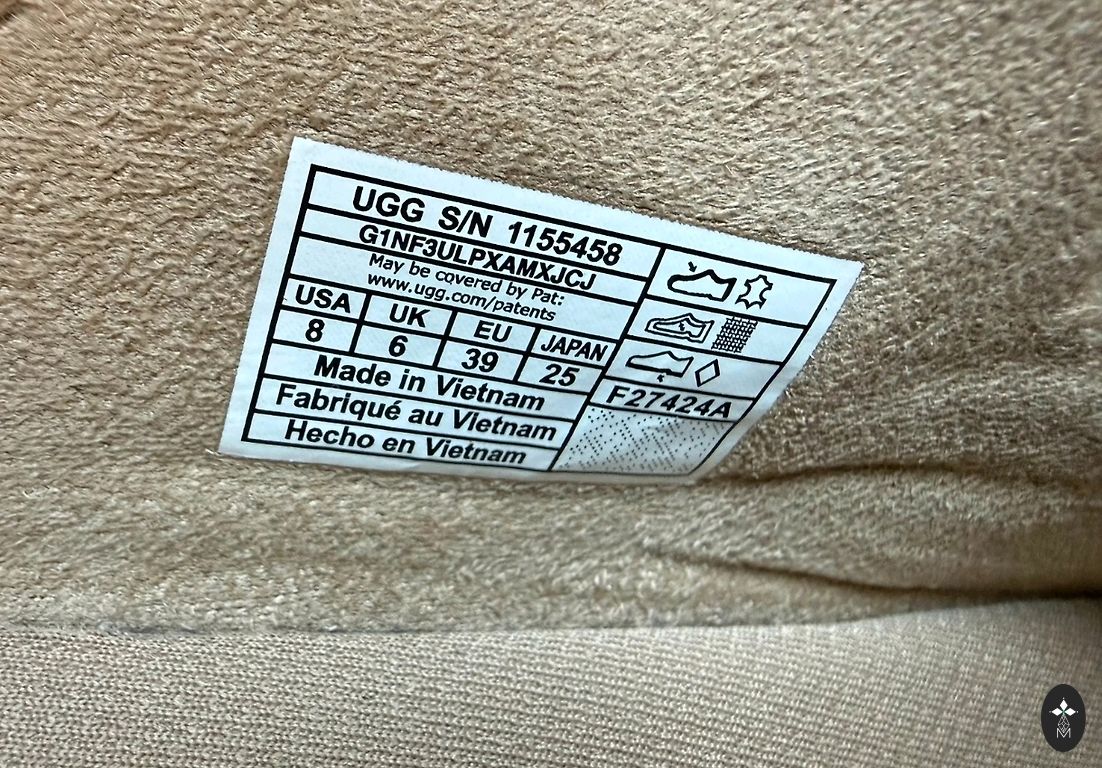 UGG S/N 1155458
G1NF3ULPXAMXJCJ
May be covered by Pat:
www.ugg.com/patents
USA UK EU JAPAN
8 6 39 25
Made in Vietnam
Fabriqué au Vietnam
Hecho en Vietnam
F27424A
M